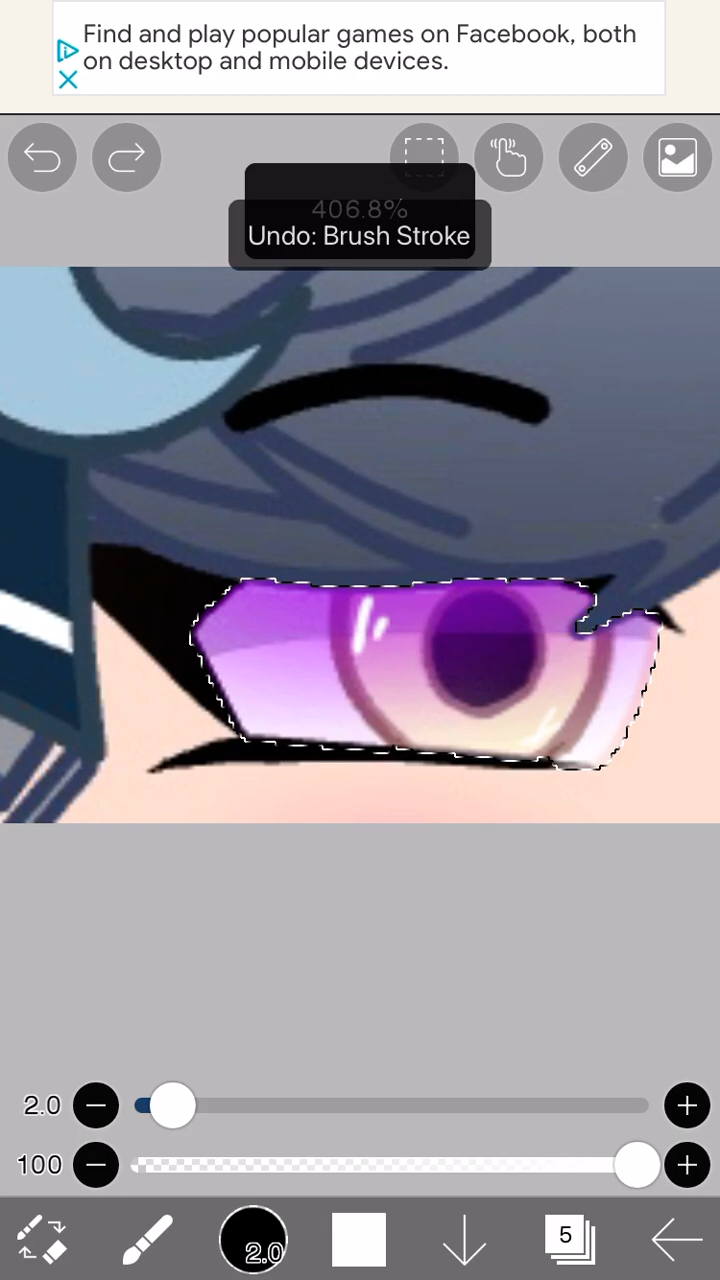 Find and play popular games on Facebook, both
on desktop and mobile devices.
406.8%
Undo: Brush Stroke
2.0
100
2.0
5